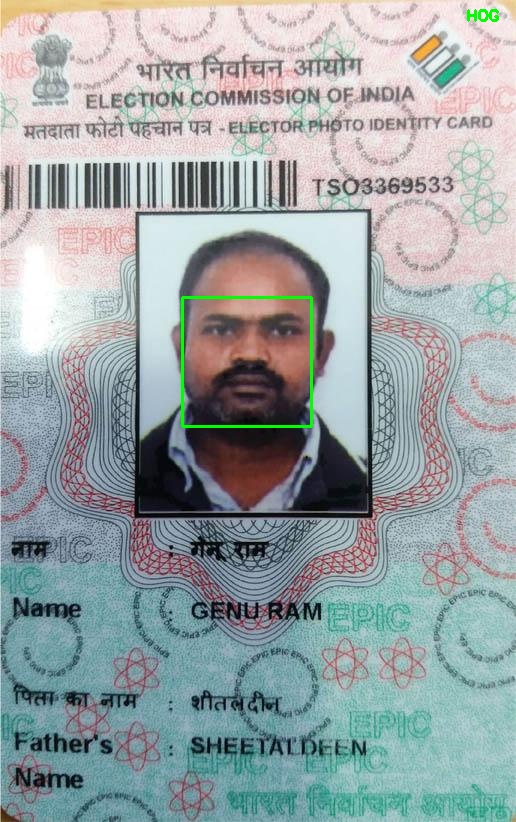 HOG
भारत निर्वाचन आयोग
ELECTION COMMISSION OF INDIA
मतदाता फोटो पहचान पत्र - ELECTOR PHOTO IDENTITY CARD
TSO3369533
नाम : गेनू राम
Name : GENU RAM
पिता का नाम : शीतलदीन
Father's : SHEETALDEEN
Name
EPIC
भारत निर्वाचन आयोग